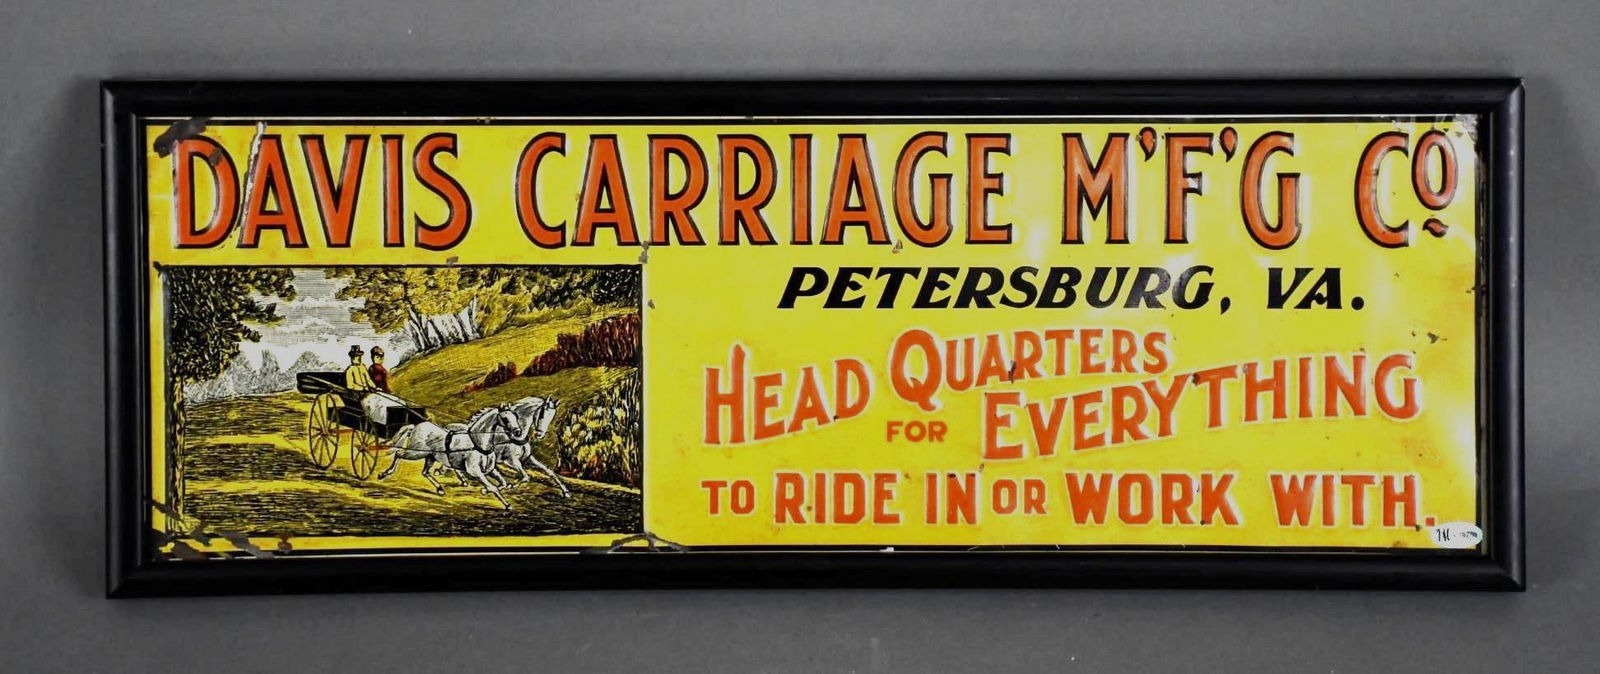 DAVIS CARRIAGE M'F'G CO
PETERSBURG, VA.
HEAD QUARTERS
FOR EVERYTHING
TO RIDE IN OR WORK WITH.